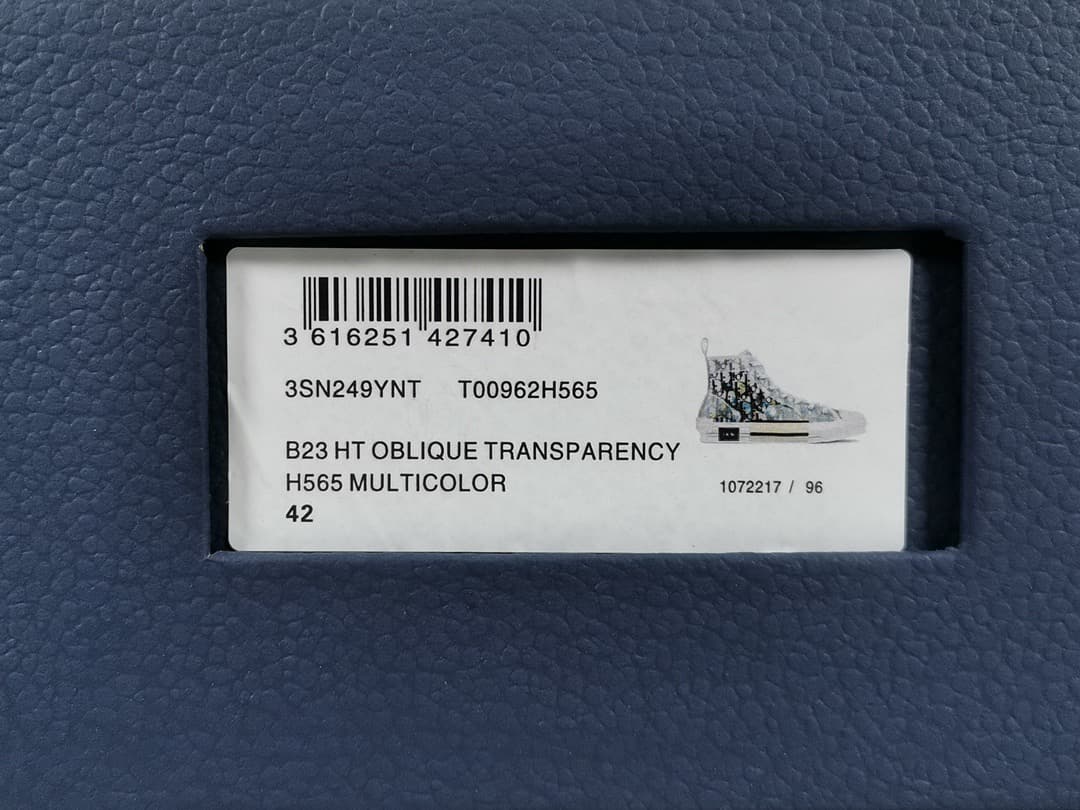 3 616251 427410
3SN249YNT T00962H565
B23 HT OBLIQUE TRANSPARENCY
H565 MULTICOLOR
42
1072217 / 96